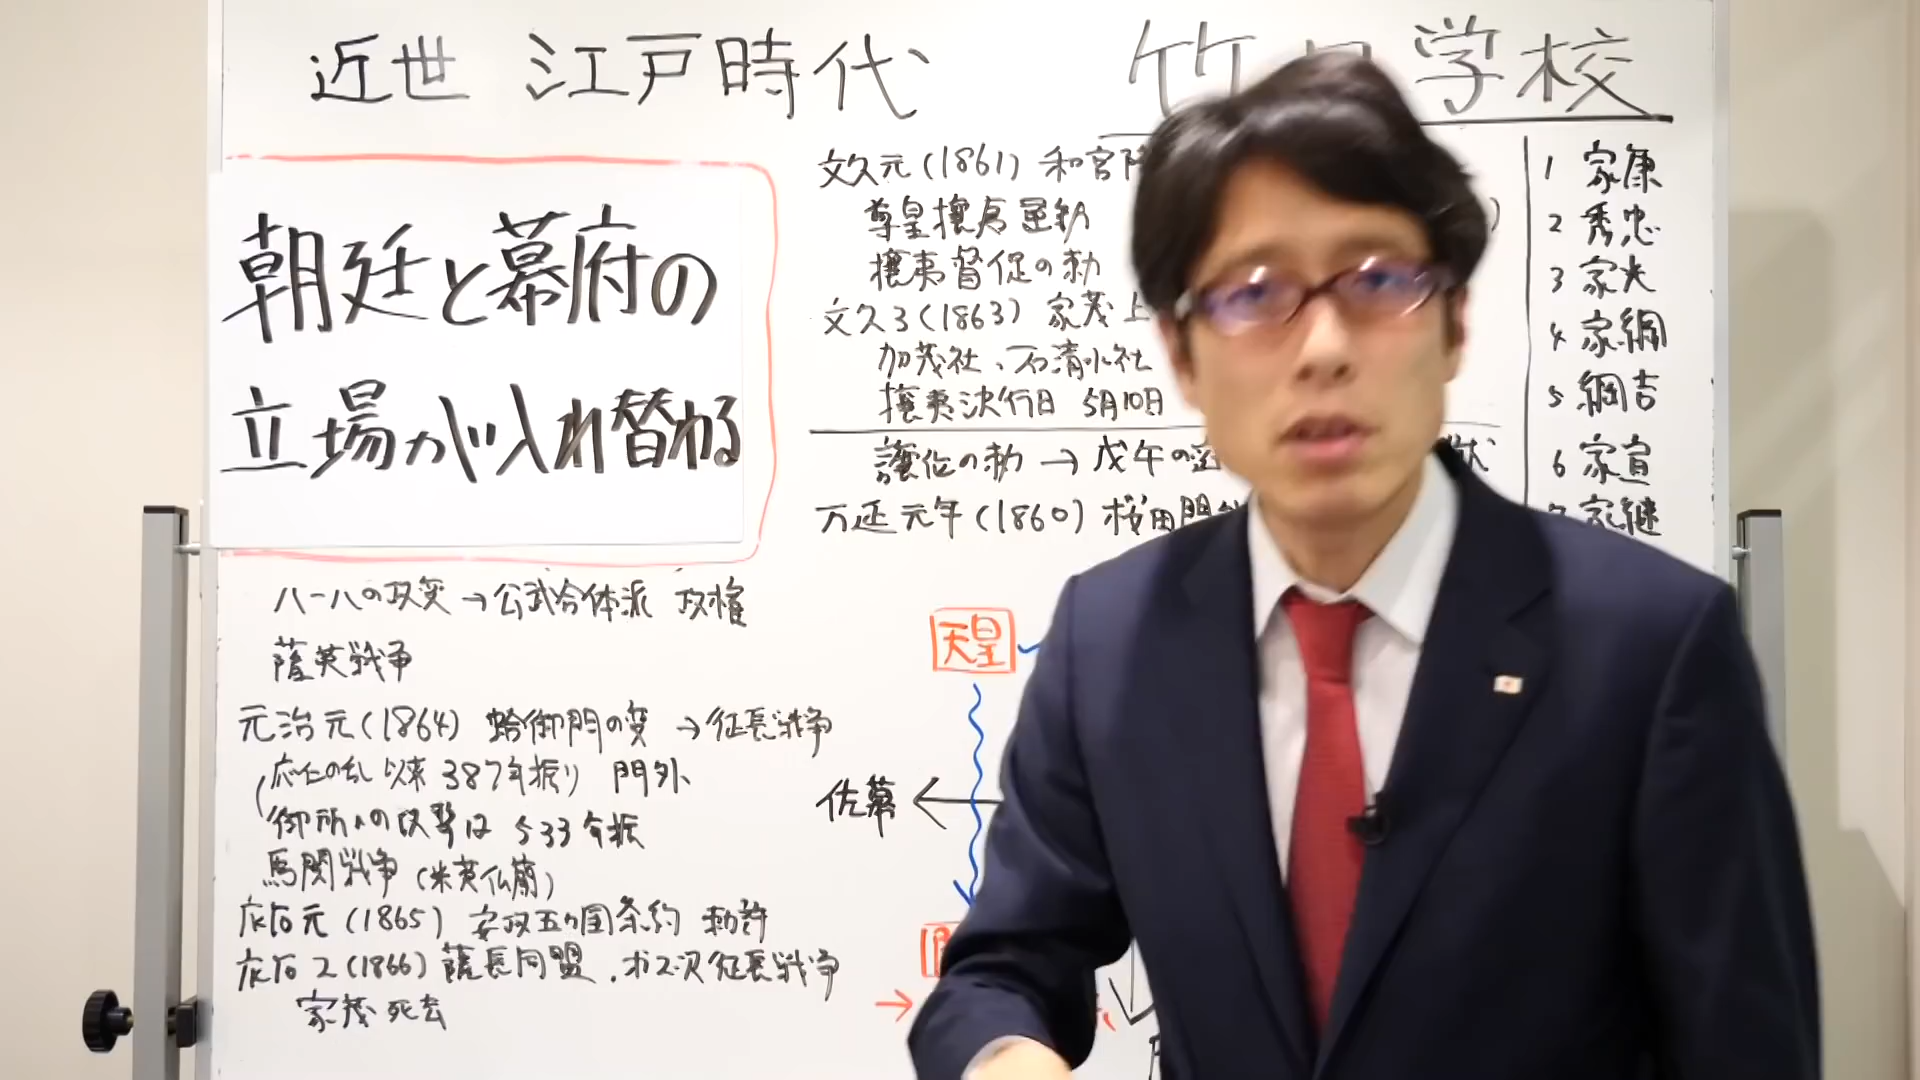 近世 江戸時代
学校
朝廷と幕府の
立場が入れ替わる
文久元(1861) 和宮
尊皇攘夷運動
攘夷督促の勅
文久3(1863) 家茂上
加茂社、石清水社
攘夷決行日 5月10日
譲位の勅 → 戊午の
万延元年(1860) 桜田門
1 家康
2 秀忠
3 家光
4 家綱
5 綱吉
6 家宣
家継
八一八の政変→公武合体派 政権
薩英戦争
元治元(1864) 蛤御門の変 → 征長戦争
応仁の乱以来 387年振り 門外
御所への攻撃は 533年振
馬関戦争(米英仏蘭)
応石元(1865) 安政五カ国条約 勅許
応石2(1866) 薩長同盟、オ2次征長戦争
家茂死去
天皇
佐幕